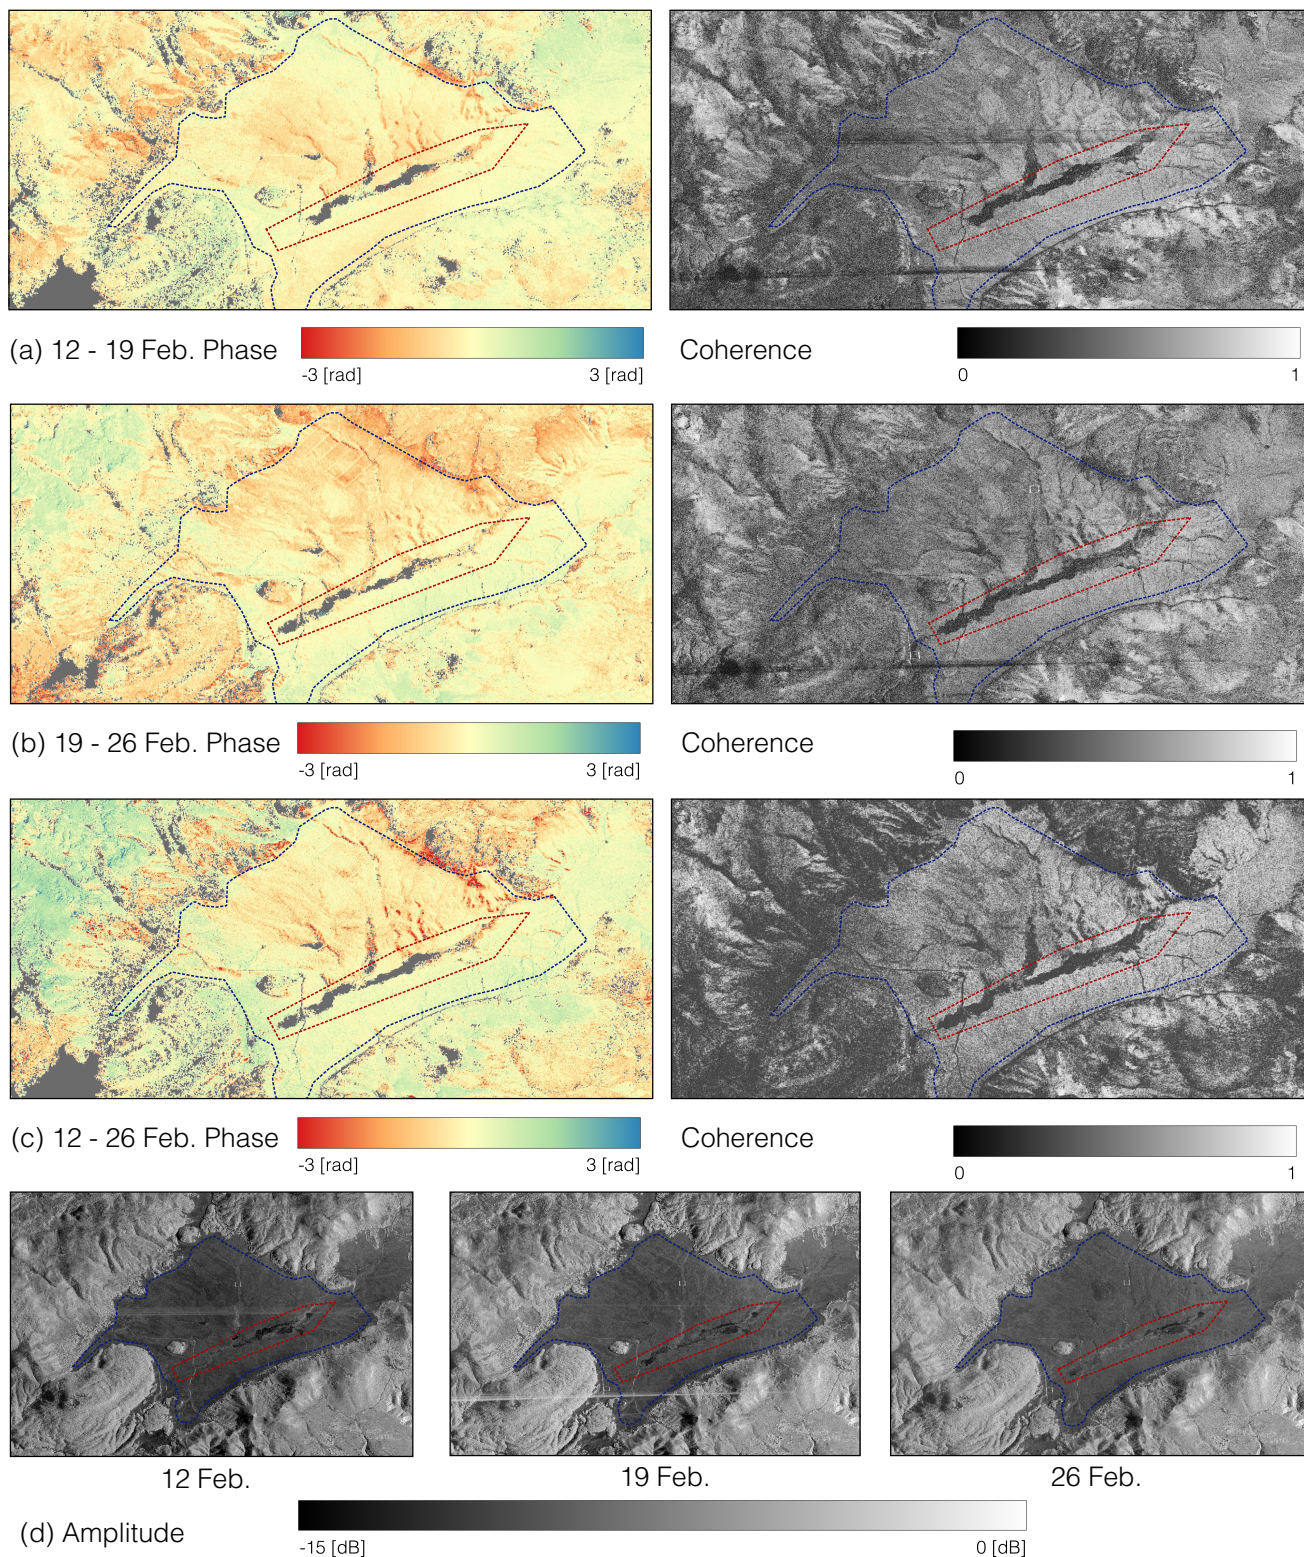 (a) 12 - 19 Feb. Phase
-3 [rad]
3 [rad]
Coherence
0
1
(b) 19 - 26 Feb. Phase
-3 [rad]
3 [rad]
Coherence
0
1
(c) 12 - 26 Feb. Phase
-3 [rad]
3 [rad]
Coherence
0
1
12 Feb.
19 Feb.
26 Feb.
(d) Amplitude
-15 [dB]
0 [dB]